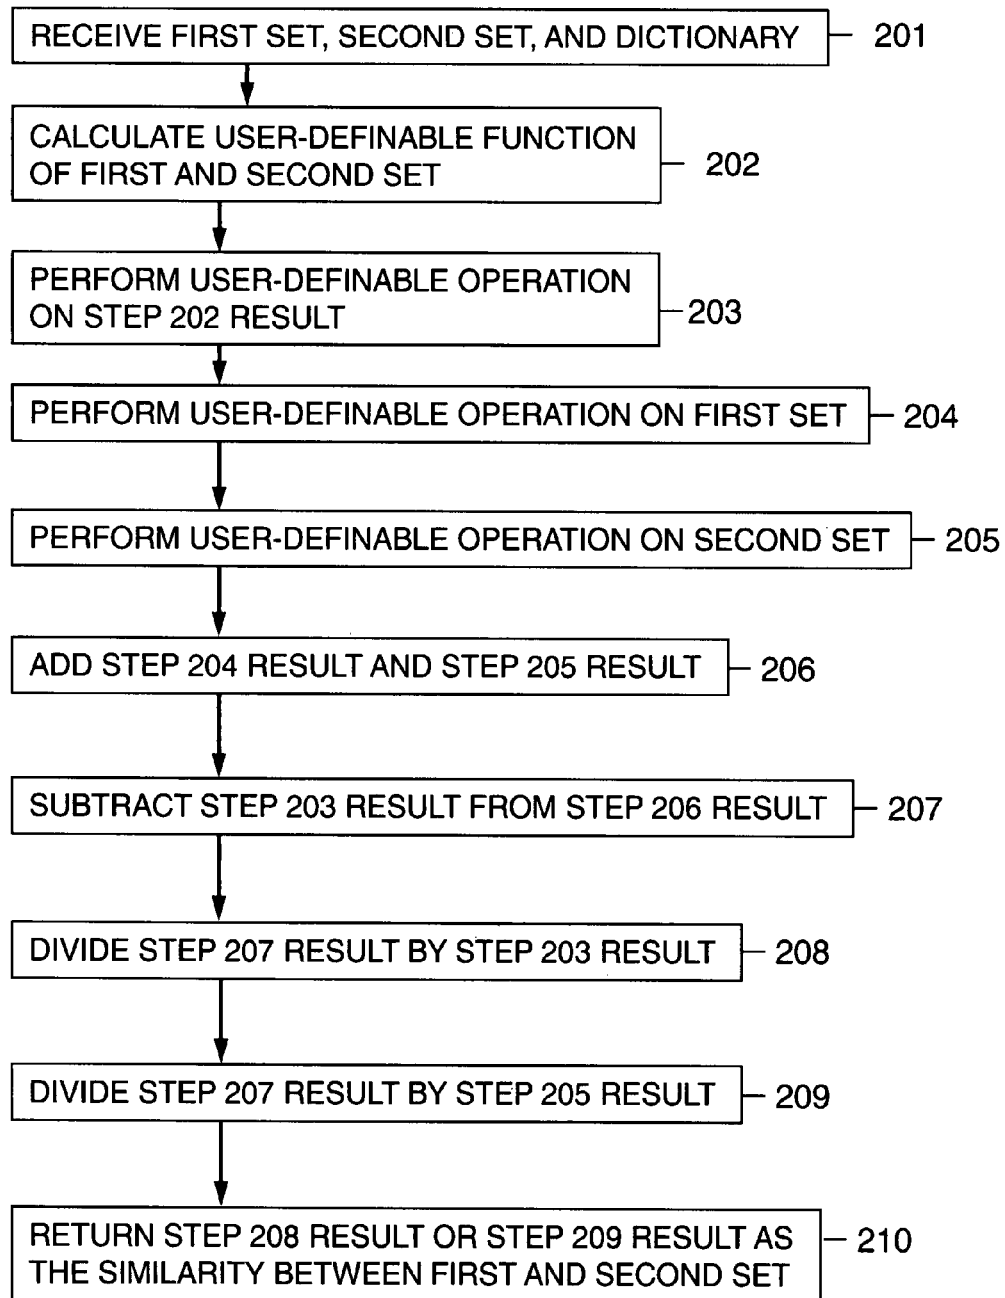 RECEIVE FIRST SET, SECOND SET, AND DICTIONARY 201
CALCULATE USER-DEFINABLE FUNCTION
OF FIRST AND SECOND SET 202
PERFORM USER-DEFINABLE OPERATION
ON STEP 202 RESULT 203
PERFORM USER-DEFINABLE OPERATION ON FIRST SET 204
PERFORM USER-DEFINABLE OPERATION ON SECOND SET 205
ADD STEP 204 RESULT AND STEP 205 RESULT 206
SUBTRACT STEP 203 RESULT FROM STEP 206 RESULT 207
DIVIDE STEP 207 RESULT BY STEP 203 RESULT 208
DIVIDE STEP 207 RESULT BY STEP 205 RESULT 209
RETURN STEP 208 RESULT OR STEP 209 RESULT AS 210
THE SIMILARITY BETWEEN FIRST AND SECOND SET